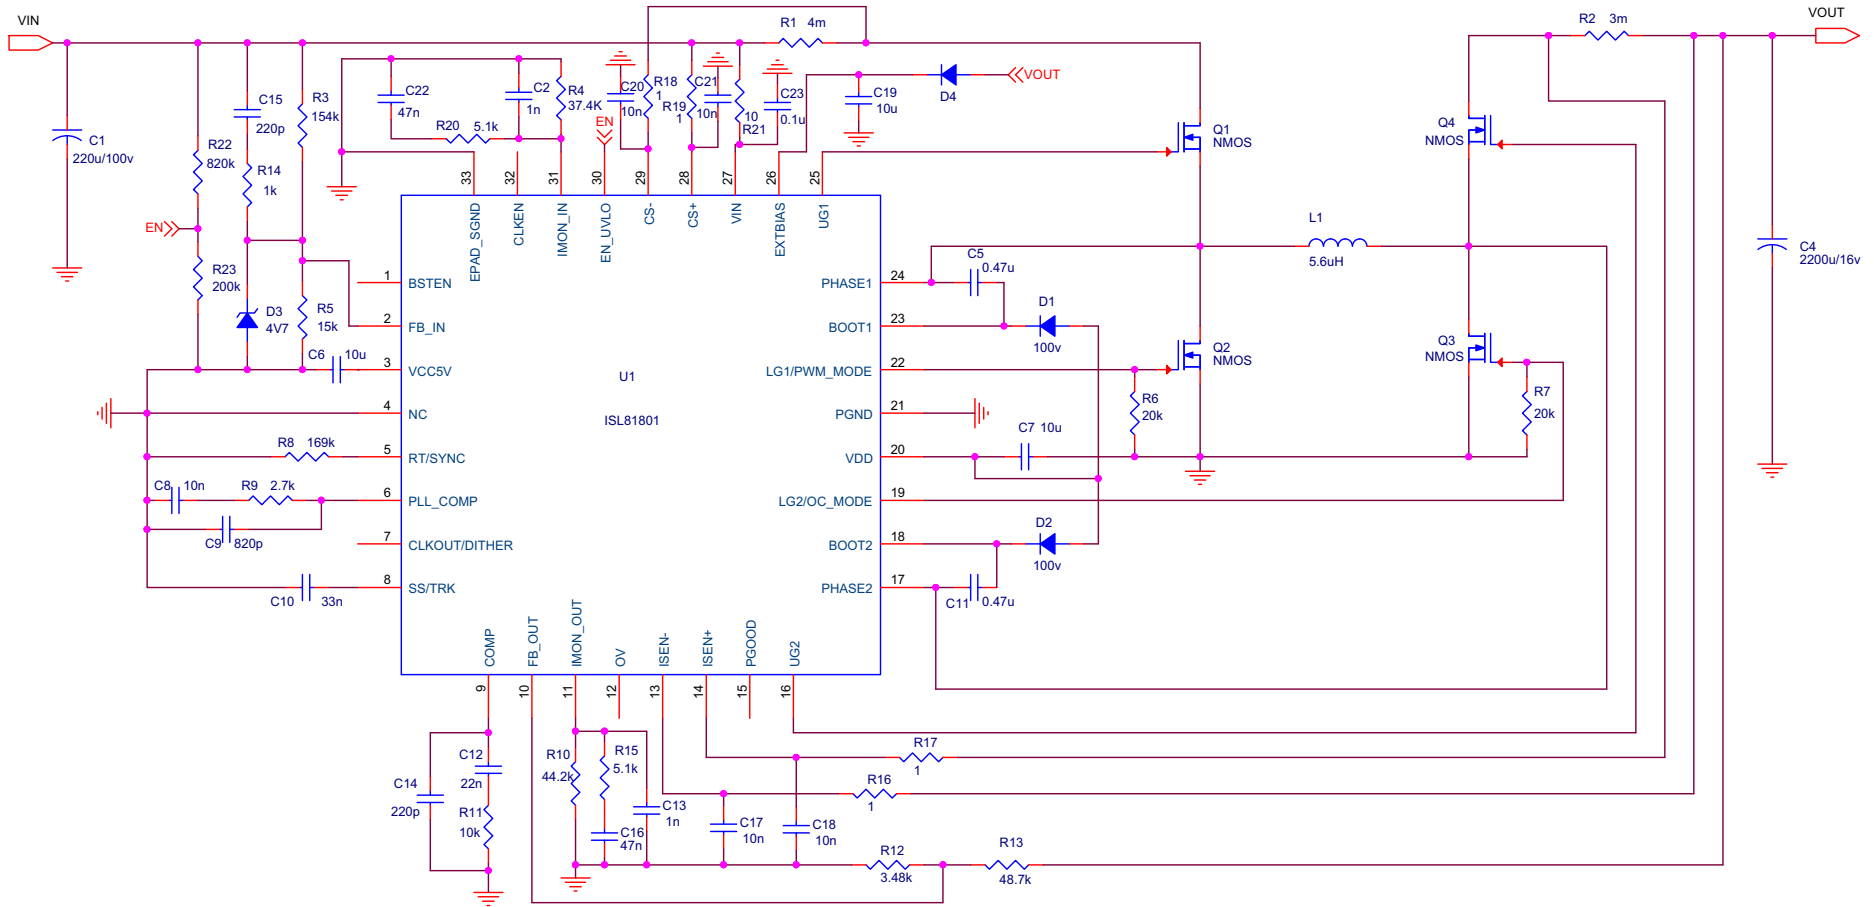 VIN
VOUT
R1 4m
R2 3m
C22
47n
C2
1n
R4
37.4K
R20 5.1k
EN
C20
10n
R18
1
R19
1
C21
10n
10
R21
C23
0.1u
C19
10u
D4
VOUT
C1
220u/100v
R22
820k
C15
220p
R3
154k
R14
1k
EN
R23
200k
D3
4V7
R5
15k
C6 10u
Q1
NMOS
Q4
NMOS
L1
5.6uH
C4
2200u/16v
Q2
NMOS
Q3
NMOS
R6
20k
R7
20k
33
32
31
30
29
28
27
26
25
EPAD_SGND
CLKEN
IMON_IN
EN_UVLO
CS-
CS+
VIN
EXTBIAS
UG1
1 BSTEN
2 FB_IN
3 VCC5V
4 NC
5 RT/SYNC
6 PLL_COMP
7 CLKOUT/DITHER
8 SS/TRK
U1
ISL81801
PHASE1 24
BOOT1 23
LG1/PWM_MODE 22
PGND 21
VDD 20
LG2/OC_MODE 19
BOOT2 18
PHASE2 17
C5
0.47u
D1
100v
C7 10u
D2
100v
C11
0.47u
R8 169k
C8 10n
R9 2.7k
C9 820p
C10 33n
COMP
FB_OUT
IMON_OUT
OV
ISEN-
ISEN+
PGOOD
UG2
9
10
11
12
13
14
15
16
C14
220p
C12
22n
R11
10k
R10
44.2k
R15
5.1k
C16
47n
C13
1n
C17
10n
C18
10n
R17
1
R16
1
R12
3.48k
R13
48.7k